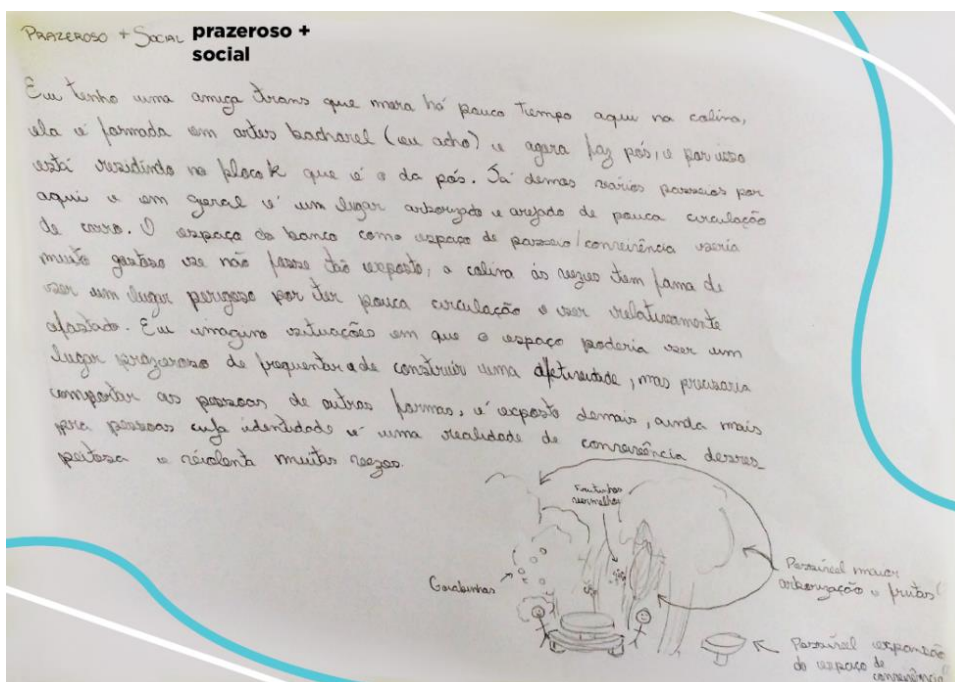 PRAZEROSO + SOCIAL
prazeroso +
social
Eu tenho uma amiga trans que mora há pouco tempo aqui na colina,
ela é formada em artes bacharel (eu acho) e agora faz pós, e por isso
está residindo no bloco K que é o da pós. Já demos vários passeios por
aqui e em geral é um lugar arborizado e arejado de pouca circulação
de carro. O espaço do banco como espaço de passeio/convivência seria
muito gostoso se não fosse tão exposto, a colina às vezes tem fama de
ser um lugar perigoso por ter pouca circulação e ser relativamente
afastado. Eu imagino situações em que o espaço poderia ser um
lugar prazeroso de frequentar e de construir uma afetividade, mas precisaria
comportar as pessoas de outras formas, é exposto demais, ainda mais
pra pessoas cuja identidade é uma realidade de convivência desres-
peitosa e violenta muitas vezes.
Frutinhas
vermelhas
Goiabinhas
Possível maior
arborização e frutas!
Possível expansão
do espaço de
convivência